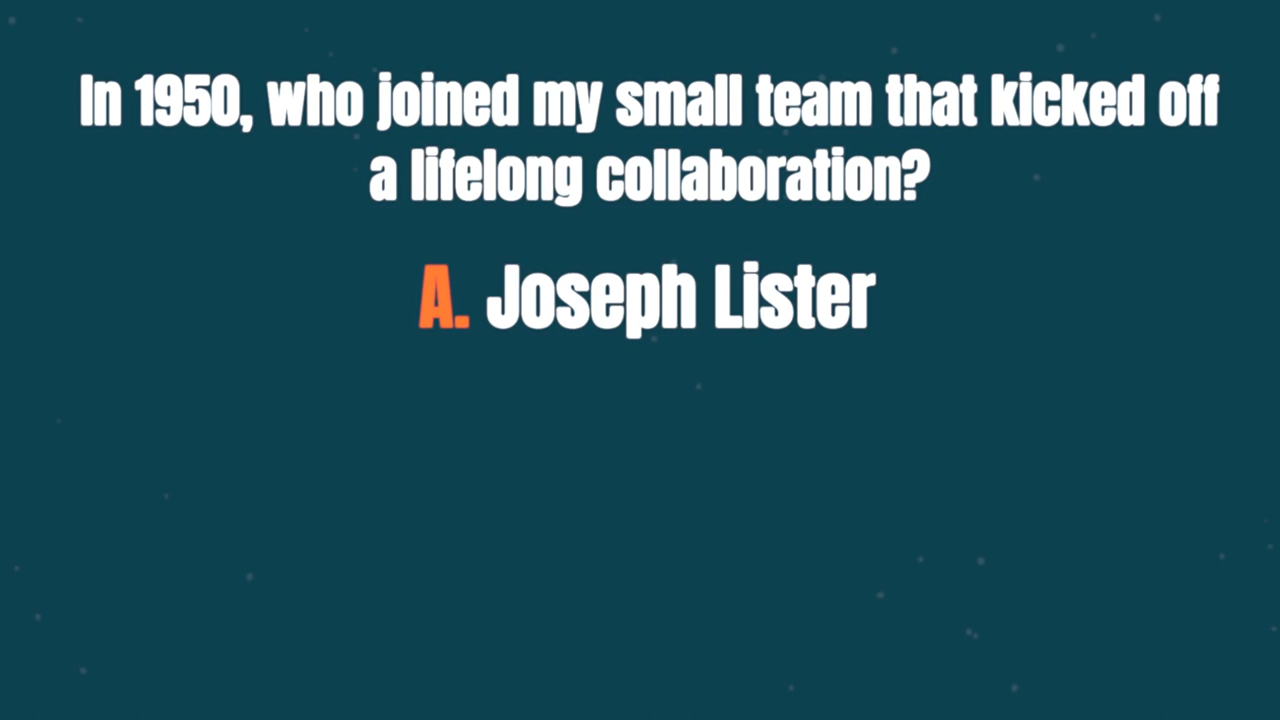 In 1950, who joined my small team that kicked off
a lifelong collaboration?
A. Joseph Lister